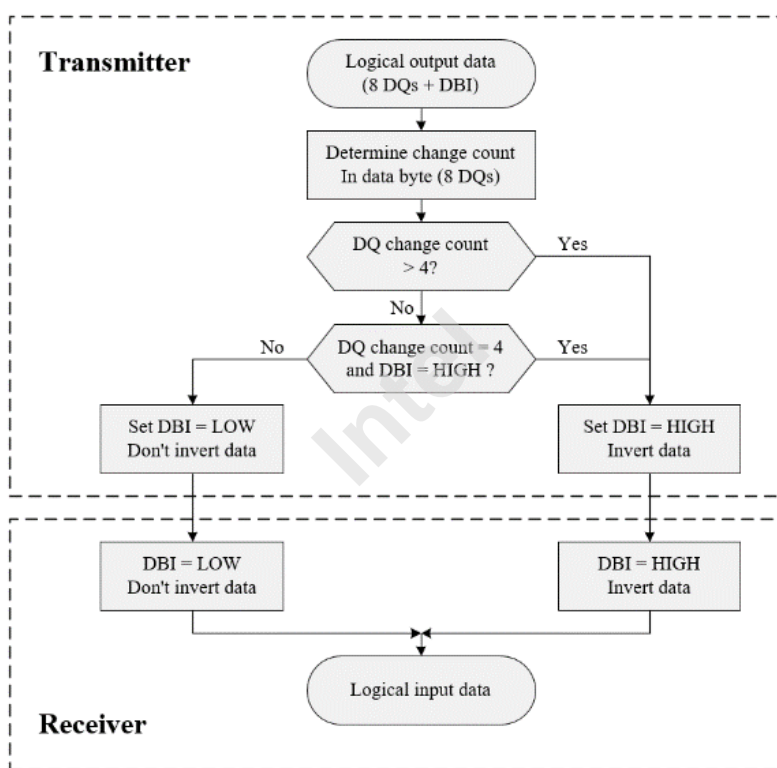 Transmitter
Logical output data
(8 DQs + DBI)
Determine change count
In data byte (8 DQs)
DQ change count
> 4?
Yes
No
No
DQ change count = 4
and DBI = HIGH ?
Yes
Set DBI = LOW
Don't invert data
Set DBI = HIGH
Invert data
Intel
DBI = LOW
Don't invert data
DBI = HIGH
Invert data
Logical input data
Receiver